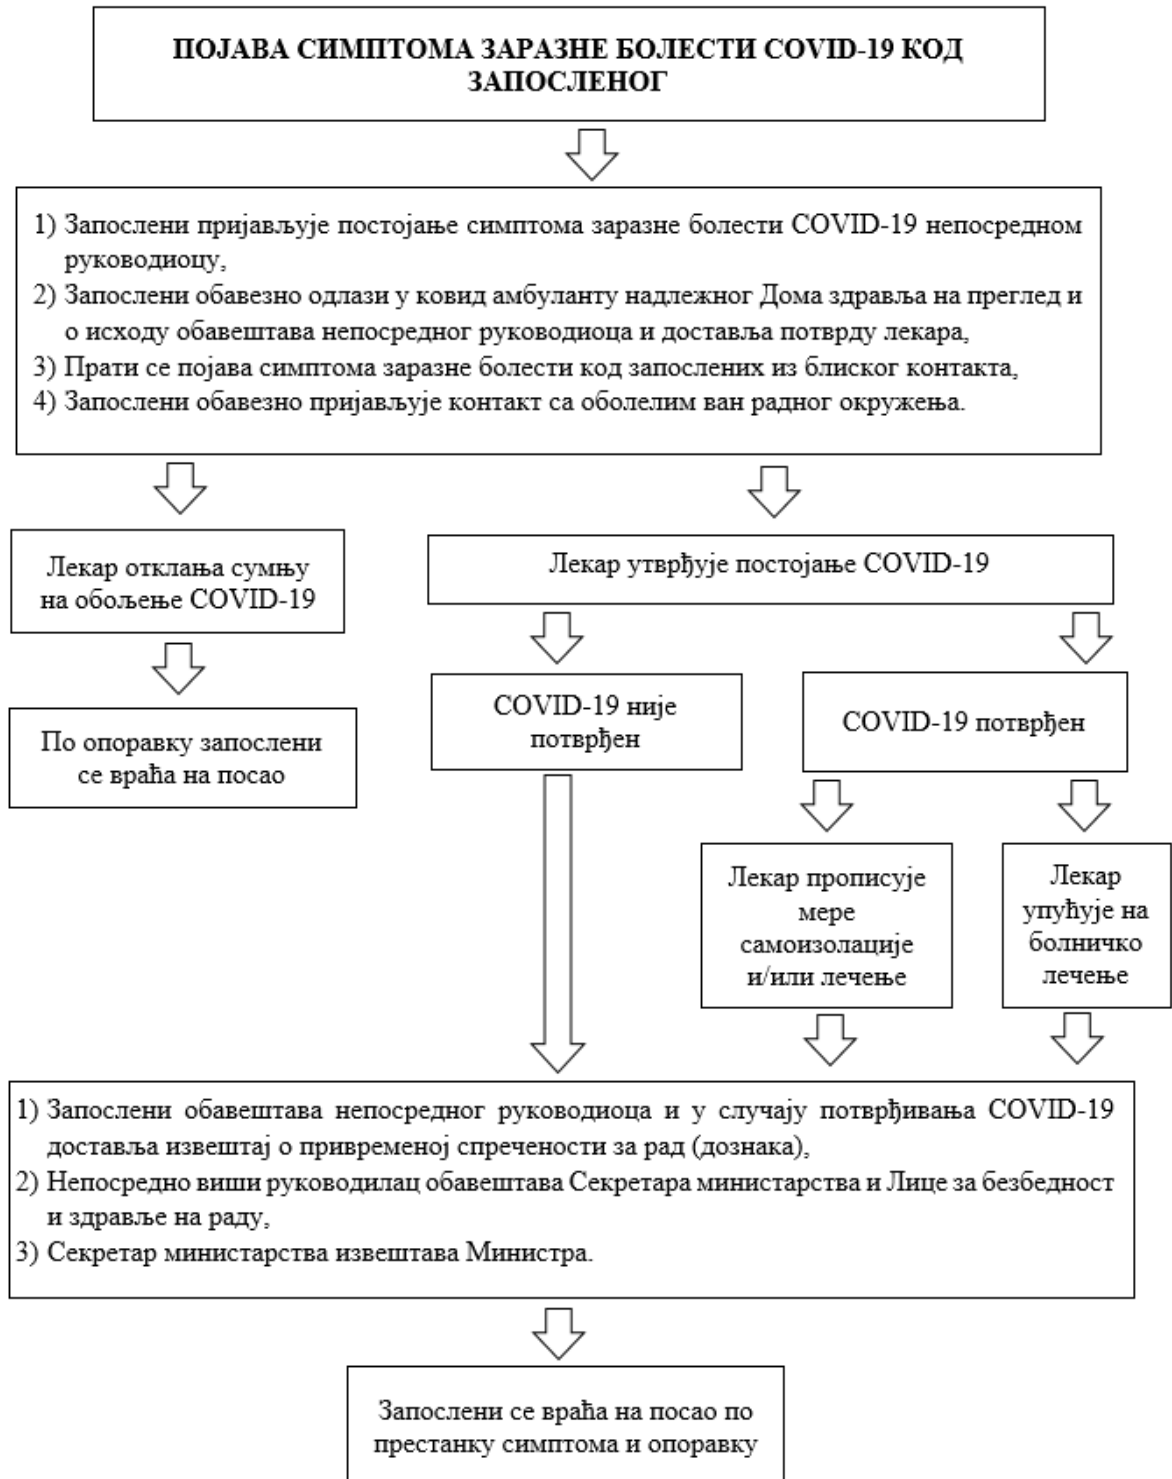 ПОЈАВА СИМПТОМА ЗАРАЗНЕ БОЛЕСТИ COVID-19 КОД
ЗАПОСЛЕНОГ
1) Запослени пријављује постојање симптома заразне болести COVID-19 непосредном
руководиоцу,
2) Запослени обавезно одлази у ковид амбуланту надлежног Дома здравља на преглед и
о исходу обавештава непосредног руководиоца и доставља потврду лекара,
3) Прати се појава симптома заразне болести код запослених из блиског контакта,
4) Запослени обавезно пријављује контакт са оболелим ван радног окружења.
Лекар отклања сумњу
на обољење COVID-19
Лекар утврђује постојање COVID-19
По опоравку запослени
се враћа на посао
COVID-19 није
потврђен
COVID-19 потврђен
Лекар прописује
мере
самоизолације
и/или лечење
Лекар
упућује на
болничко
лечење
1) Запослени обавештава непосредног руководиоца и у случају потврђивања COVID-19
доставља извештај о привременој спречености за рад (дознака),
2) Непосредно виши руководилац обавештава Секретара министарства и Лице за безбедност
и здравље на раду,
3) Секретар министарства извештава Министра.
Запослени се враћа на посао по
престанку симптома и опоравку